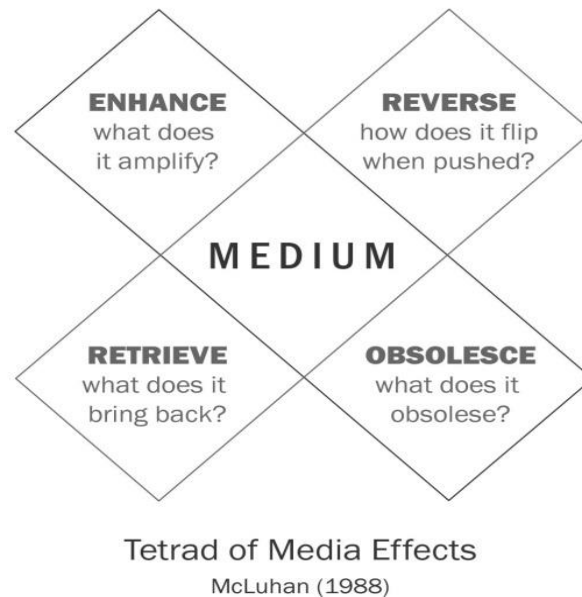 ENHANCE
what does
it amplify?
REVERSE
how does it flip
when pushed?
MEDIUM
RETRIEVE
what does it
bring back?
OBSOLESCE
what does it
obsolese?
Tetrad of Media Effects
McLuhan (1988)